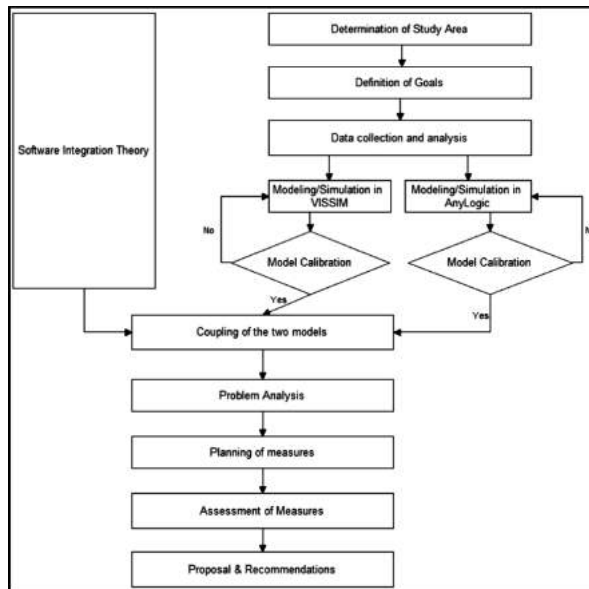 Determination of Study Area
Definition of Goals
Data collection and analysis
Software Integration Theory
Modeling/Simulation in
VISSIM
Modeling/Simulation in
AnyLogic
No
Model Calibration
Model Calibration
Yes
Yes
Coupling of the two models
Problem Analysis
Planning of measures
Assessment of Measures
Proposal & Recommendations